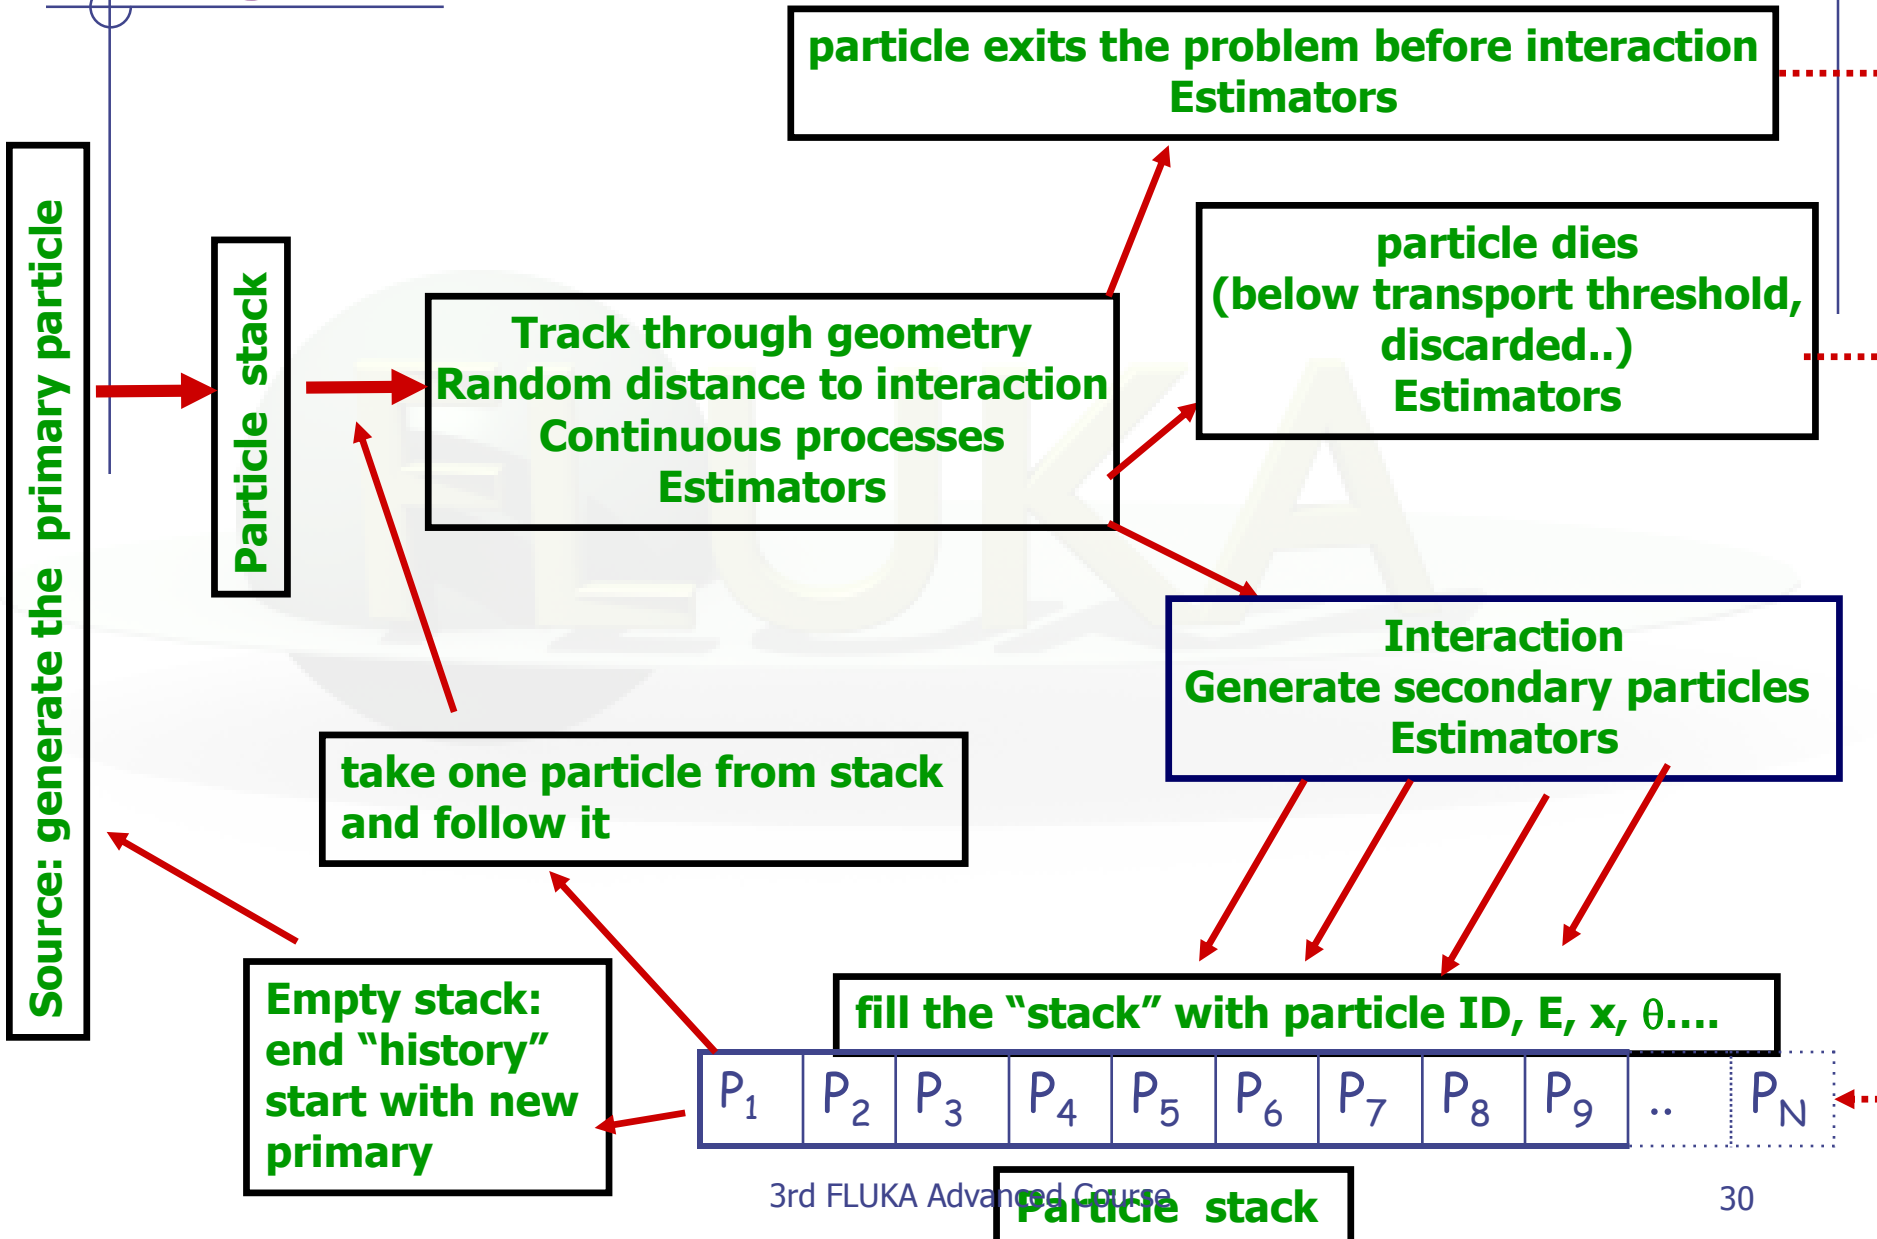 particle exits the problem before interaction
Estimators
Source: generate the primary particle
Particle stack
Track through geometry
Random distance to interaction
Continuous processes
Estimators
particle dies
(below transport threshold,
discarded..)
Estimators
Interaction
Generate secondary particles
Estimators
take one particle from stack
and follow it
Empty stack:
end “history”
start with new
primary
fill the “stack” with particle ID, E, x, θ....
P1 P2 P3 P4 P5 P6 P7 P8 P9 .. PN
3rd FLUKA Advanced Course
Particle stack
30
FLUKA